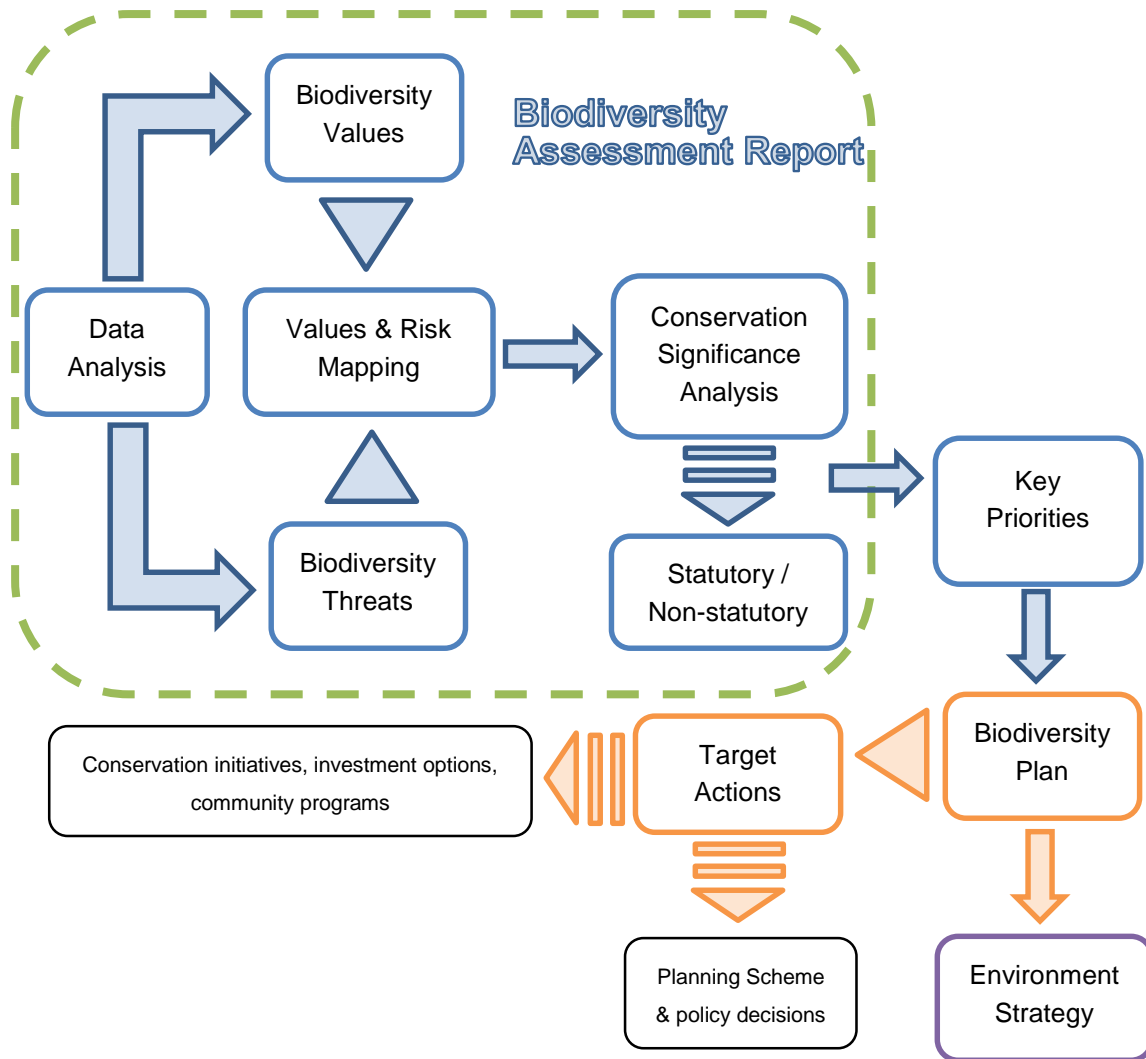 Biodiversity
Values
Biodiversity
Assessment Report
Data
Analysis
Values & Risk
Mapping
Conservation
Significance
Analysis
Key
Priorities
Biodiversity
Threats
Statutory /
Non-statutory
Biodiversity
Plan
Target
Actions
Conservation initiatives, investment options,
community programs
Planning Scheme
& policy decisions
Environment
Strategy